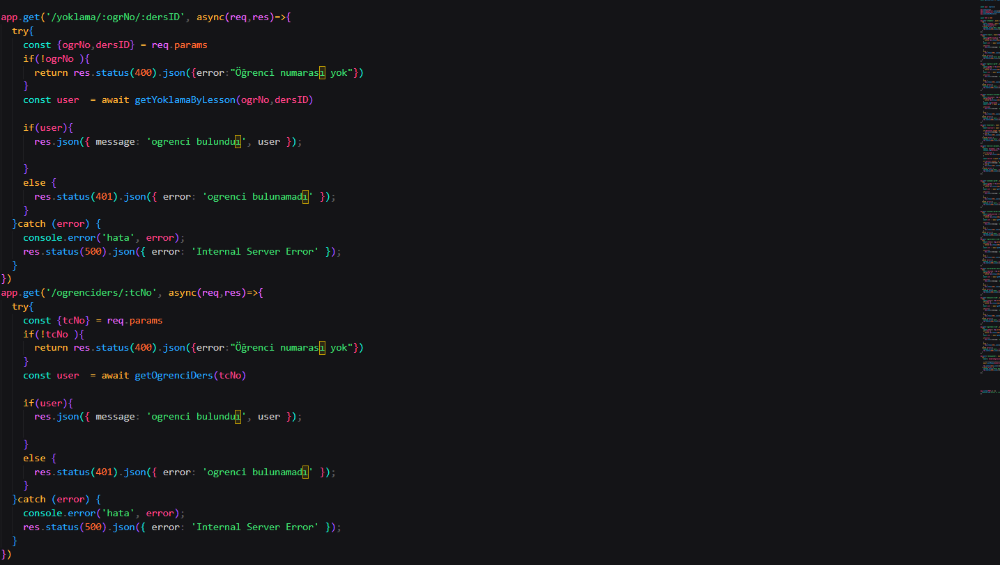 app.get('/yoklama/:ogrNo/:dersID', async(req,res)=>{
  try{
    const {ogrNo,dersID} = req.params
    if(!ogrNo ){
      return res.status(400).json({error:"Öğrenci numarası yok"})
    }
    const user  = await getYoklamaByLesson(ogrNo,dersID)

    if(user){
      res.json({ message: 'ogrenci bulunduı', user });

    }
    else {
      res.status(401).json({ error: 'ogrenci bulunamadı' });
    }
  }catch (error) {
    console.error('hata', error);
    res.status(500).json({ error: 'Internal Server Error' });
  }
})
app.get('/ogrenciders/:tcNo', async(req,res)=>{
  try{
    const {tcNo} = req.params
    if(!tcNo ){
      return res.status(400).json({error:"Öğrenci numarası yok"})
    }
    const user  = await getOgrenciDers(tcNo)

    if(user){
      res.json({ message: 'ogrenci bulunduı', user });

    }
    else {
      res.status(401).json({ error: 'ogrenci bulunamadı' });
    }
  }catch (error) {
    console.error('hata', error);
    res.status(500).json({ error: 'Internal Server Error' });
  }
})